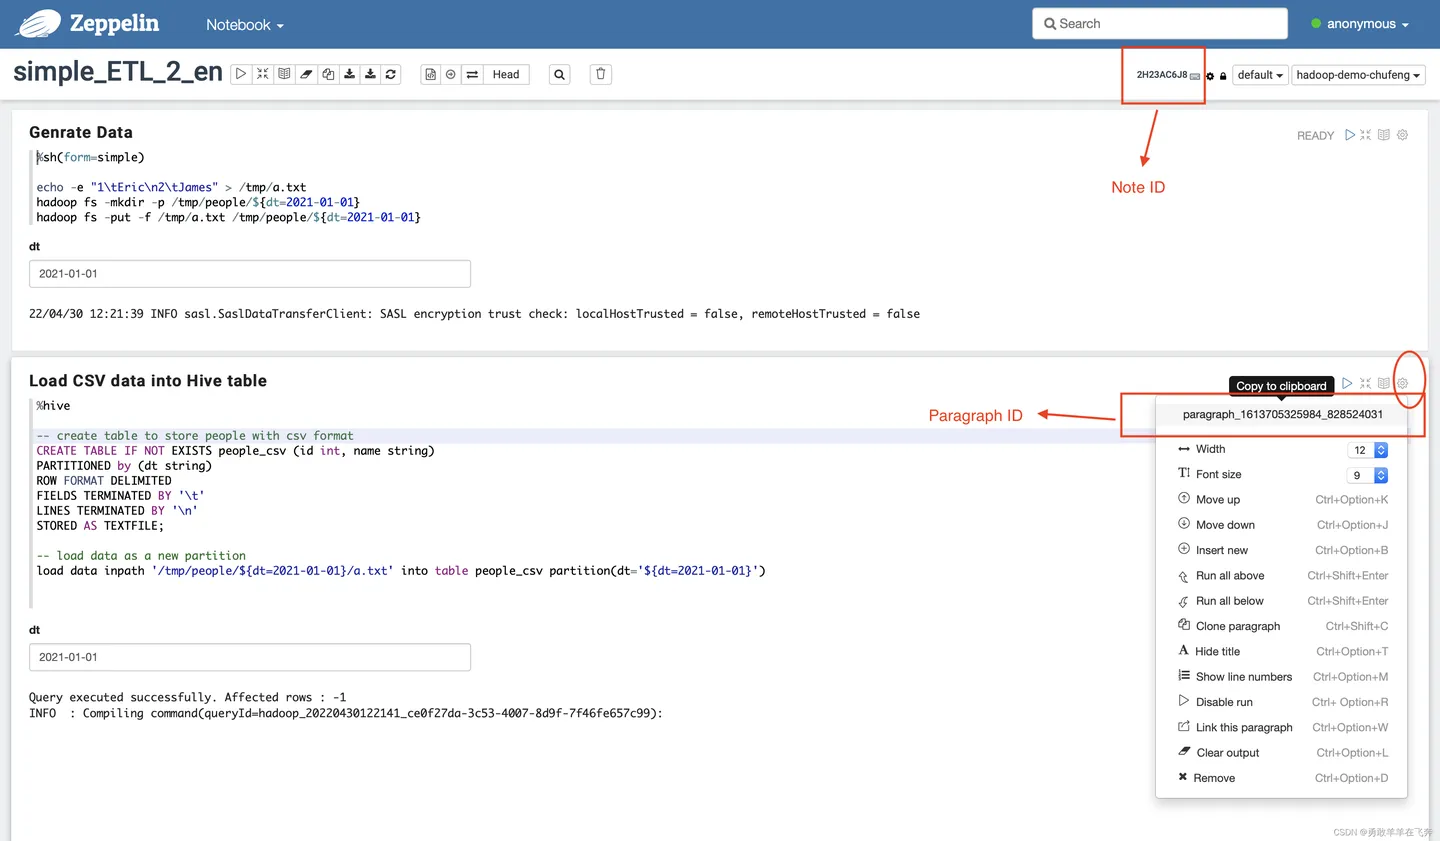 Zeppelin
Notebook
Search
anonymous
simple_ETL_2_en
Head
2H23AC6J8
default
hadoop-demo-chufeng
Note ID
Genrate Data
READY
%sh(form=simple)
echo -e "1\tEric\n2\tJames" > /tmp/a.txt
hadoop fs -mkdir -p /tmp/people/${dt=2021-01-01}
hadoop fs -put -f /tmp/a.txt /tmp/people/${dt=2021-01-01}
dt
2021-01-01
22/04/30 12:21:39 INFO sasl.SaslDataTransferClient: SASL encryption trust check: localHostTrusted = false, remoteHostTrusted = false
Load CSV data into Hive table
Copy to clipboard
Paragraph ID
paragraph_1613705325984_828524031
%hive
-- create table to store people with csv format
CREATE TABLE IF NOT EXISTS people_csv (id int, name string)
PARTITIONED by (dt string)
ROW FORMAT DELIMITED
FIELDS TERMINATED BY '\t'
LINES TERMINATED BY '\n'
STORED AS TEXTFILE;
-- load data as a new partition
load data inpath '/tmp/people/${dt=2021-01-01}/a.txt' into table people_csv partition(dt='${dt=2021-01-01}')
dt
2021-01-01
Query executed successfully. Affected rows : -1
INFO  : Compiling command(queryId=hadoop_20220430122141_ce0f27da-3c53-4007-8d9f-7f46fe657c99):
Width 12
Font size 9
Move up Ctrl+Option+K
Move down Ctrl+Option+J
Insert new Ctrl+Option+B
Run all above Ctrl+Shift+Enter
Run all below Ctrl+Shift+Enter
Clone paragraph Ctrl+Shift+C
Hide title Ctrl+Option+T
Show line numbers Ctrl+Option+M
Disable run Ctrl+ Option+R
Link this paragraph Ctrl+Option+W
Clear output Ctrl+Option+L
Remove Ctrl+Option+D
CSDN @勇敢羊羊在飞奔